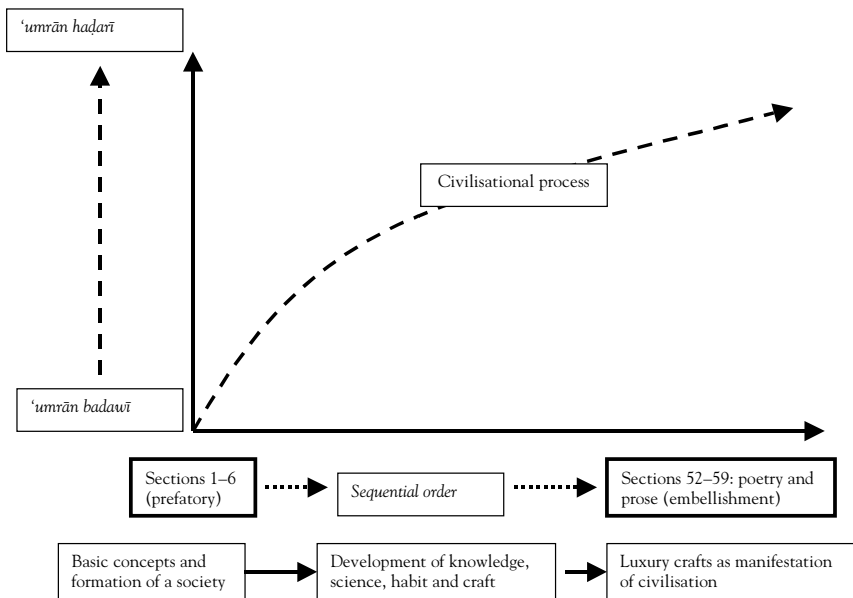 ‘umrān haḍarī
Civilisational process
‘umrān badawī
Sections 1–6
(prefatory)
Sequential order
Sections 52–59: poetry and
prose (embellishment)
Basic concepts and
formation of a society
Development of knowledge,
science, habit and craft
Luxury crafts as manifestation
of civilisation